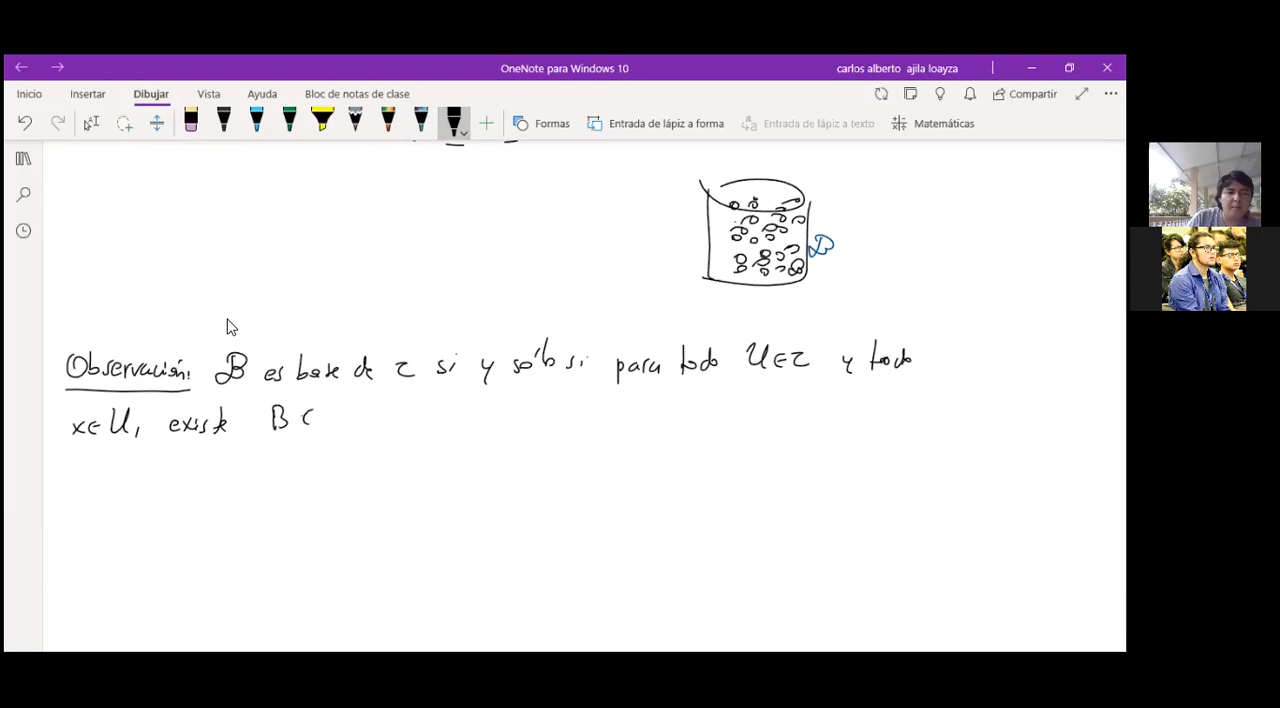 OneNote para Windows 10
carlos alberto ajila loayza
Inicio Insertar Dibujar Vista Ayuda Bloc de notas de clase
Compartir
Formas Entrada de lápiz a forma Entrada de lápiz a texto Matemáticas
B
Observación: B es base de τ si y sólo si para todo U∈τ y todo
x∈U, existe B (